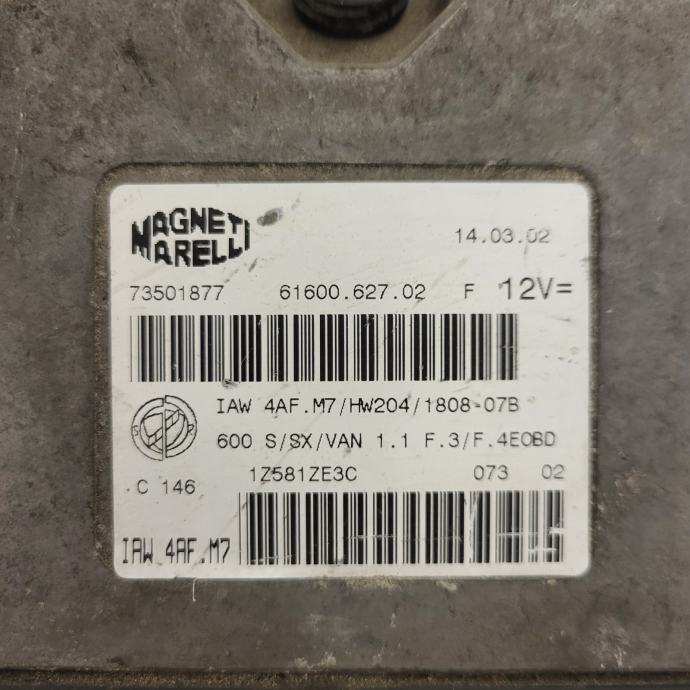 MAGNETI
MARELLI
14.03.02
73501877 61600.627.02 F 12V=
IAW 4AF.M7/HW204/1808-07B
S R
600 S/SX/VAN 1.1 F.3/F.4EOBD
C 146 1Z581ZE3C 073 02
IAW 4AF.M7